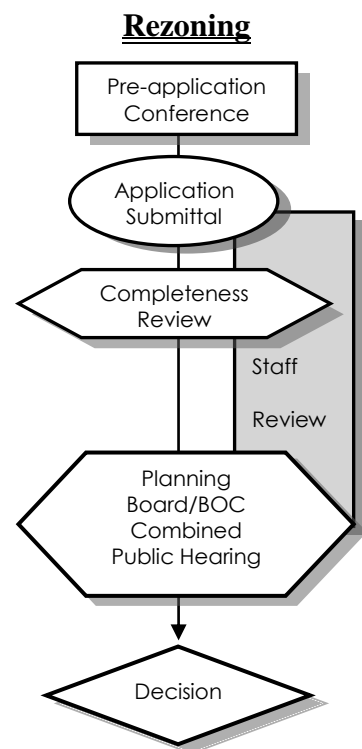 Rezoning
Pre-application
Conference
Application
Submittal
Completeness
Review
Staff
Review
Planning
Board/BOC
Combined
Public Hearing
Decision